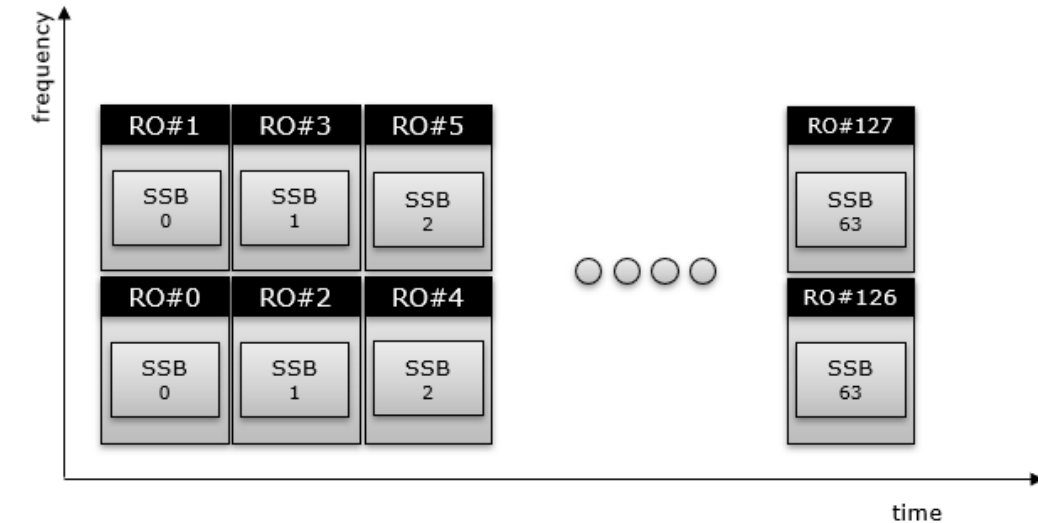 frequency
RO#1
RO#3
RO#5
RO#127
SSB
0
SSB
1
SSB
2
SSB
63
RO#0
RO#2
RO#4
RO#126
SSB
0
SSB
1
SSB
2
SSB
63
time